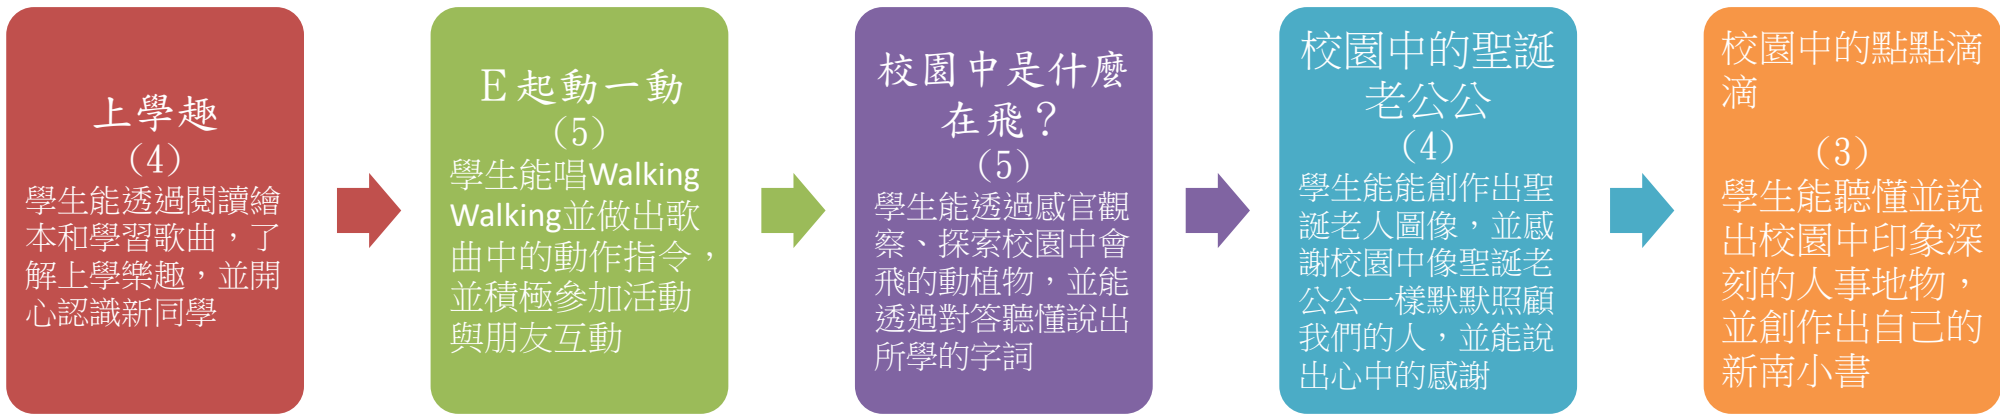 上學趣
(4)
學生能透過閱讀繪
本和學習歌曲，了
解上學樂趣，並開
心認識新同學
E起動一動
(5)
學生能唱Walking
Walking並做出歌
曲中的動作指令，
並積極參加活動
與朋友互動
校園中是什麼
在飛？
(5)
學生能透過感官觀
察、探索校園中會
飛的動植物，並能
透過對答聽懂說出
所學的字詞
校園中的聖誕
老公公
(4)
學生能能創作出聖
誕老人圖像，並感
謝校園中像聖誕老
公公一樣默默照顧
我們的人，並能說
出心中的感謝
校園中的點點滴
滴
(3)
學生能聽懂並說
出校園中印象深
刻的人事地物，
並創作出自己的
新南小書